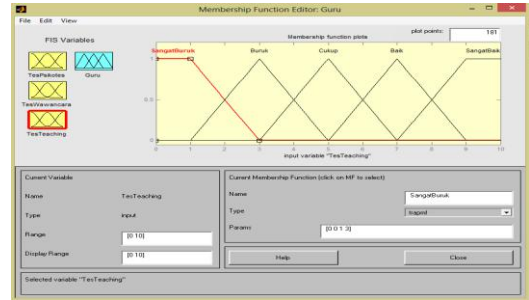 Membership Function Editor: Guru
File Edit View
FIS Variables
TesPsikotes
Guru
TesWawancara
TesTeaching
Membership function plots
plot points: 181
SangatBuruk Buruk Cukup Baik SangatBaik
1
0.5
0
0 1 2 3 4 5 6 7 8 9 10
input variable "TesTeaching"
Current Variable
Name TesTeaching
Type input
Range [0 10]
Display Range [0 10]
Current Membership Function (click on MF to select)
Name SangatBuruk
Type trapmf
Params [0 0 1 3]
Help Close
Selected variable "TesTeaching"